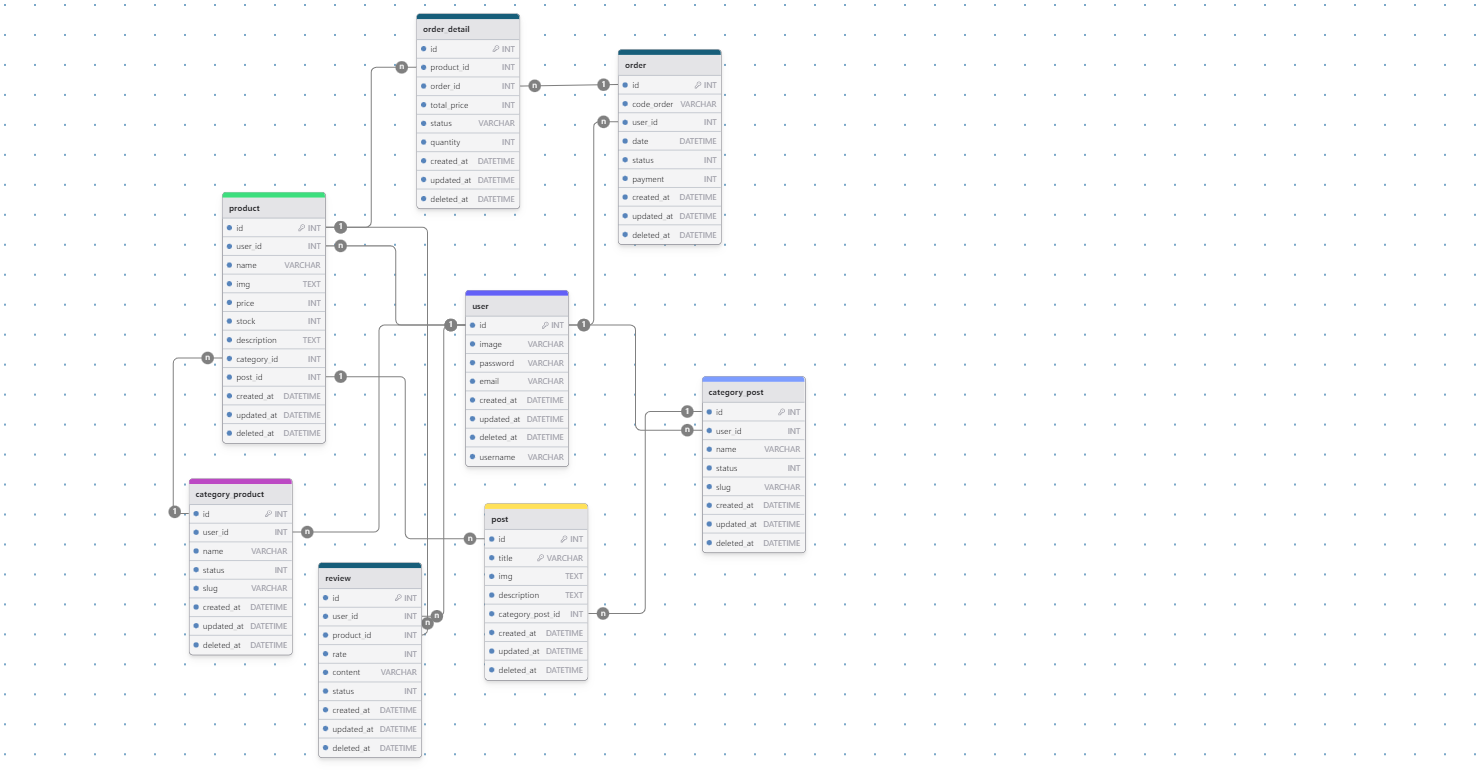 order_detail
id INT
product_id INT
order_id INT
total_price INT
status VARCHAR
quantity INT
created_at DATETIME
updated_at DATETIME
deleted_at DATETIME
n
n
1
order
id INT
code_order VARCHAR
user_id INT
date DATETIME
status INT
payment INT
created_at DATETIME
updated_at DATETIME
deleted_at DATETIME
n
product
id INT
user_id INT
name VARCHAR
img TEXT
price INT
stock INT
description TEXT
category_id INT
post_id INT
created_at DATETIME
updated_at DATETIME
deleted_at DATETIME
1
n
n
1
user
id INT
image VARCHAR
password VARCHAR
email VARCHAR
created_at DATETIME
updated_at DATETIME
deleted_at DATETIME
username VARCHAR
1
1
category_post
id INT
user_id INT
name VARCHAR
status INT
slug VARCHAR
created_at DATETIME
updated_at DATETIME
deleted_at DATETIME
1
n
category_product
id INT
user_id INT
name VARCHAR
status INT
slug VARCHAR
created_at DATETIME
updated_at DATETIME
deleted_at DATETIME
1
n
post
id INT
title VARCHAR
img TEXT
description TEXT
category_post_id INT
created_at DATETIME
updated_at DATETIME
deleted_at DATETIME
n
n
review
id INT
user_id INT
product_id INT
rate INT
content VARCHAR
status INT
created_at DATETIME
updated_at DATETIME
deleted_at DATETIME
n
n